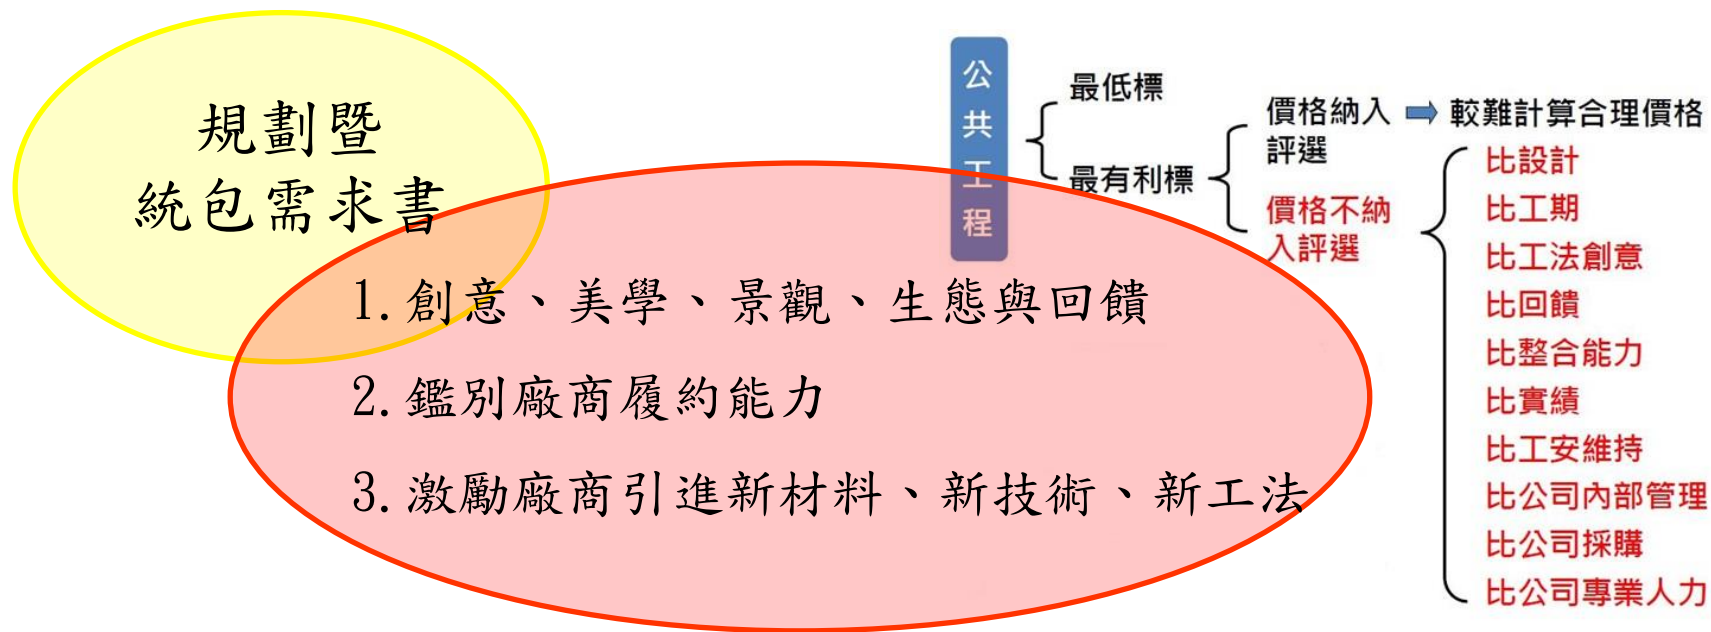 規劃暨
統包需求書
1.創意、美學、景觀、生態與回饋
2.鑑別廠商履約能力
3.激勵廠商引進新材料、新技術、新工法
公共工程
最低標
最有利標
價格納入
評選
較難計算合理價格
價格不納
入評選
比設計
比工期
比工法創意
比回饋
比整合能力
比實績
比工安維持
比公司內部管理
比公司採購
比公司專業人力